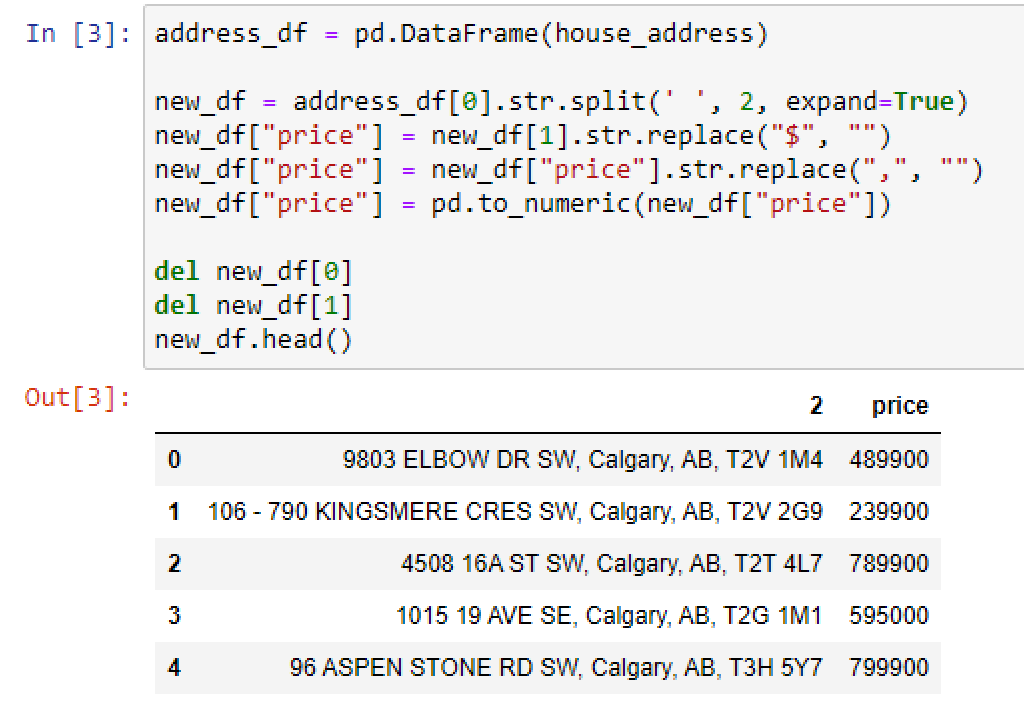 In [3]: address_df = pd.DataFrame(house_address)
new_df = address_df[0].str.split(' ', 2, expand=True)
new_df["price"] = new_df[1].str.replace("$", "")
new_df["price"] = new_df["price"].str.replace(",", "")
new_df["price"] = pd.to_numeric(new_df["price"])
del new_df[0]
del new_df[1]
new_df.head()
Out[3]:
2 price
0 9803 ELBOW DR SW, Calgary, AB, T2V 1M4 489900
1 106 - 790 KINGSMERE CRES SW, Calgary, AB, T2V 2G9 239900
2 4508 16A ST SW, Calgary, AB, T2T 4L7 789900
3 1015 19 AVE SE, Calgary, AB, T2G 1M1 595000
4 96 ASPEN STONE RD SW, Calgary, AB, T3H 5Y7 799900